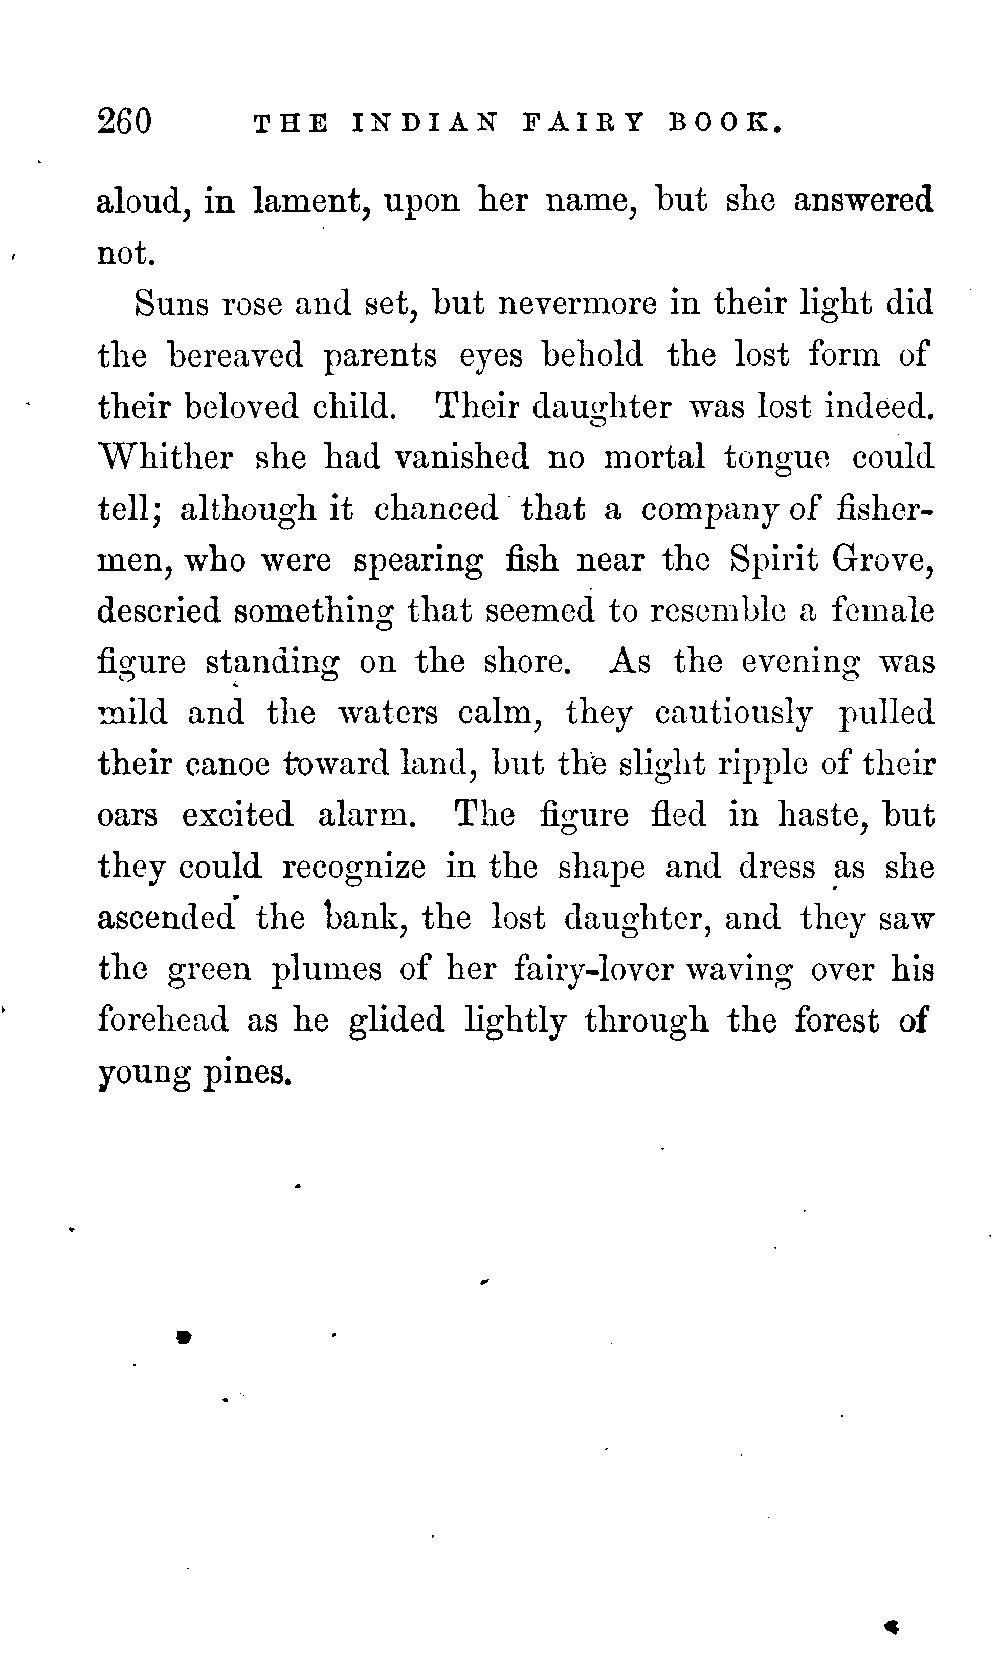 260 THE INDIAN FAIRY BOOK.
aloud, in lament, upon her name, but she answered
not.
Suns rose and set, but nevermore in their light did
the bereaved parents eyes behold the lost form of
their beloved child. Their daughter was lost indeed.
Whither she had vanished no mortal tongue could
tell; although it chanced that a company of fisher-
men, who were spearing fish near the Spirit Grove,
descried something that seemed to resemble a female
figure standing on the shore. As the evening was
mild and the waters calm, they cautiously pulled
their canoe toward land, but the slight ripple of their
oars excited alarm. The figure fled in haste, but
they could recognize in the shape and dress as she
ascended the bank, the lost daughter, and they saw
the green plumes of her fairy-lover waving over his
forehead as he glided lightly through the forest of
young pines.